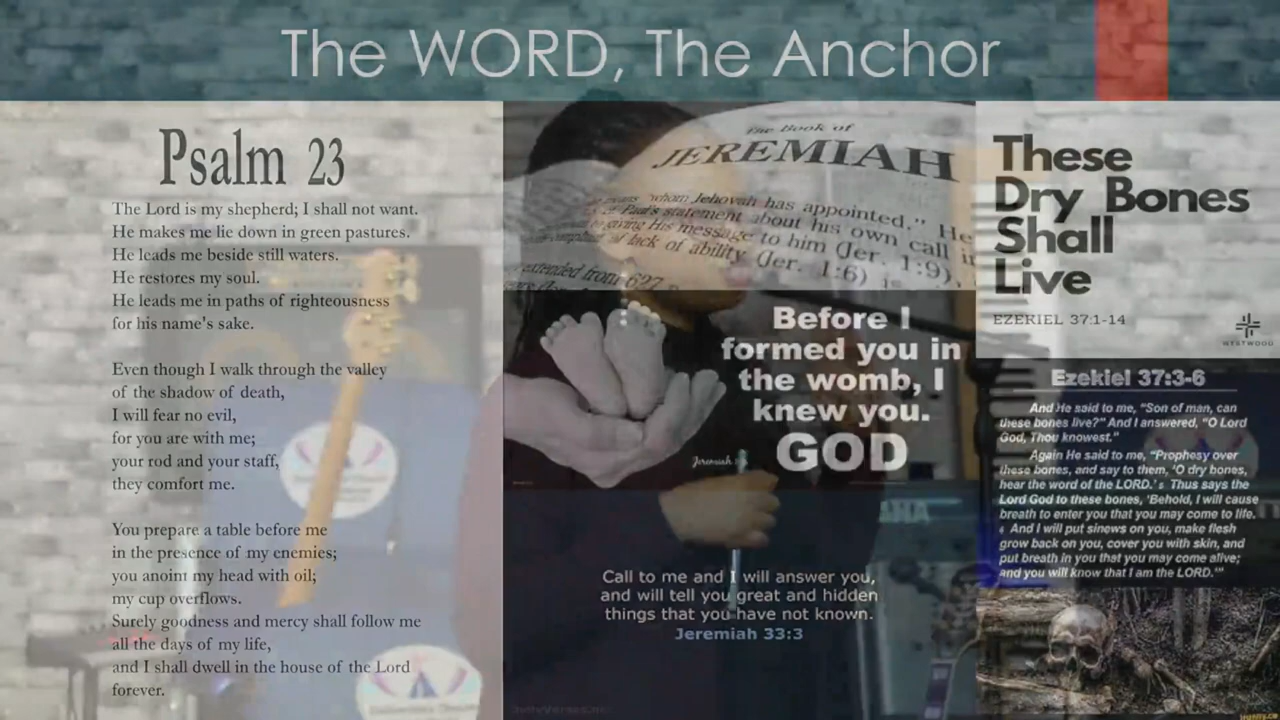 The WORD, The Anchor
Psalm 23
The Lord is my shepherd; I shall not want.
He makes me lie down in green pastures.
He leads me beside still waters.
He restores my soul.
He leads me in paths of righteousness
for his name's sake.
Even though I walk through the valley
of the shadow of death,
I will fear no evil,
for you are with me;
your rod and your staff,
they comfort me.
You prepare a table before me
in the presence of my enemies;
you anoint my head with oil;
my cup overflows.
Surely goodness and mercy shall follow me
all the days of my life,
and I shall dwell in the house of the Lord
forever.
The Book of
JEREMIAH
whom Jehovah has appointed," He
Paul's statement about his own call
giving His message to him (Jer. 1:9),
of lack of ability (Jer. 1:6)
extended from 627
Before I
formed you in
the womb, I
knew you.
GOD
Jeremiah
Call to me and I will answer you,
and will tell you great and hidden
things that you have not known.
Jeremiah 33:3
These
Dry Bones
Shall
Live
EZEKIEL 37:1-14
WESTWOOD
Ezekiel 37:3-6
And He said to me, "Son of man, can
these bones live?" And I answered, "O Lord
God, Thou knowest."
Again He said to me, "Prophesy over
these bones, and say to them, 'O dry bones,
hear the word of the LORD.' 5 Thus says the
Lord God to these bones, 'Behold, I will cause
breath to enter you that you may come to life.
6 And I will put sinews on you, make flesh
grow back on you, cover you with skin, and
put breath in you that you may come alive;
and you will know that I am the LORD.'"